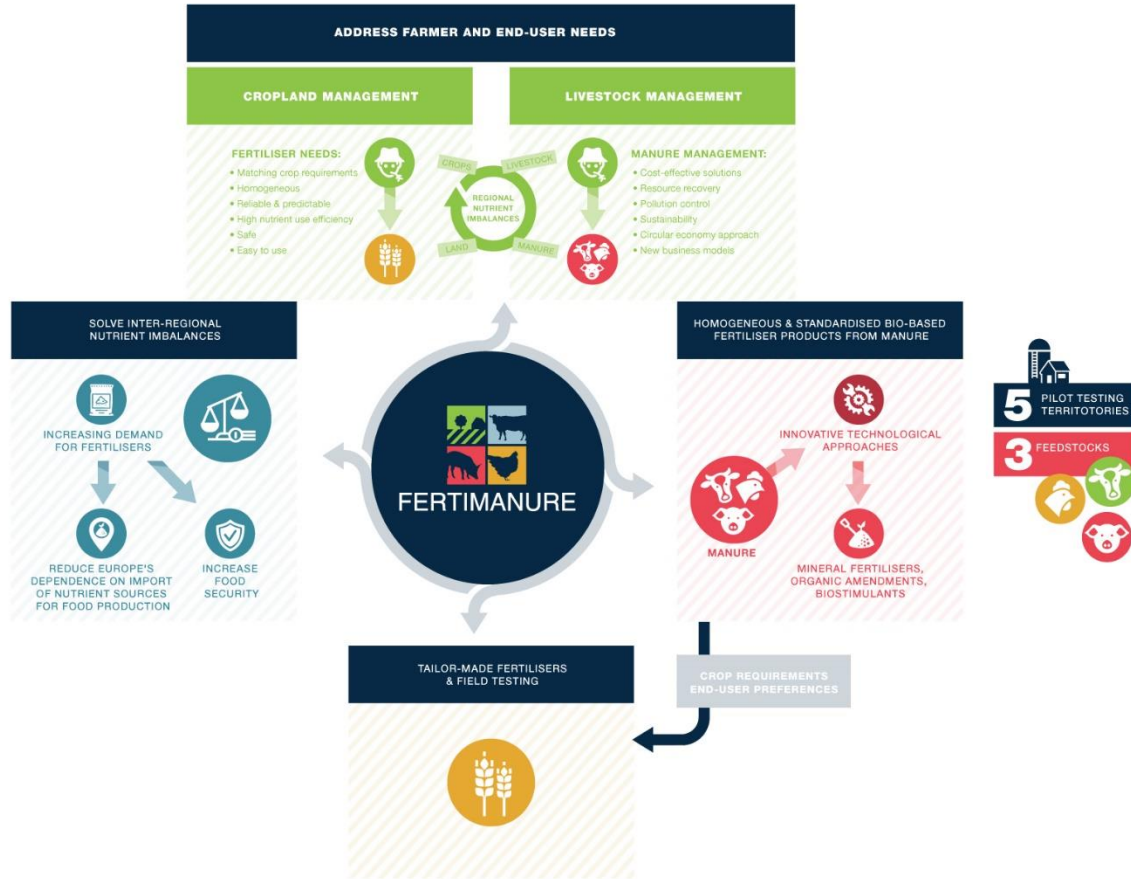 ADDRESS FARMER AND END-USER NEEDS
CROPLAND MANAGEMENT
LIVESTOCK MANAGEMENT
FERTILISER NEEDS:
• Matching crop requirements
• Homogeneous
• Reliable & predictable
• High nutrient use efficiency
• Safe
• Easy to use
CROPS
LIVESTOCK
REGIONAL
NUTRIENT
IMBALANCES
LAND
MANURE
MANURE MANAGEMENT:
• Cost-effective solutions
• Resource recovery
• Pollution control
• Sustainability
• Circular economy approach
• New business models
SOLVE INTER-REGIONAL
NUTRIENT IMBALANCES
INCREASING DEMAND
FOR FERTILISERS
REDUCE EUROPE'S
DEPENDENCE ON IMPORT
OF NUTRIENT SOURCES
FOR FOOD PRODUCTION
INCREASE
FOOD
SECURITY
FERTIMANURE
HOMOGENEOUS & STANDARDISED BIO-BASED
FERTILISER PRODUCTS FROM MANURE
INNOVATIVE TECHNOLOGICAL
APPROACHES
MANURE
MINERAL FERTILISERS,
ORGANIC AMENDMENTS,
BIOSTIMULANTS
5 PILOT TESTING
TERRITOTORIES
3 FEEDSTOCKS
TAILOR-MADE FERTILISERS
& FIELD TESTING
CROP REQUIREMENTS
END-USER PREFERENCES